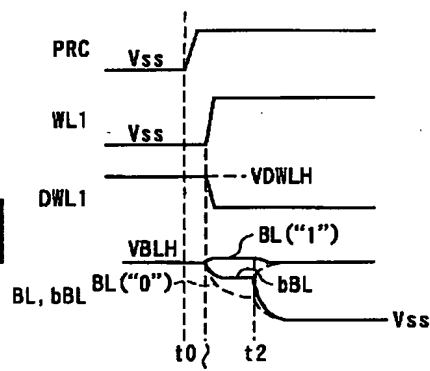 PRC
Vss
WL1
Vss
VDWLH
DWL1
VBLH
BL("1")
BL("0")
bBL
BL, bBL
Vss
t0
t2